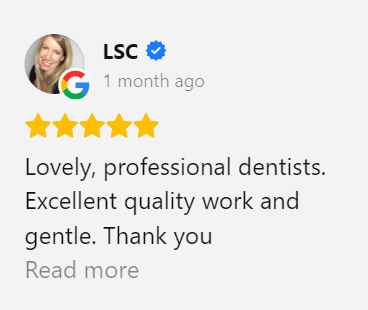 LSC
1 month ago
Lovely, professional dentists.
Excellent quality work and
gentle. Thank you
Read more